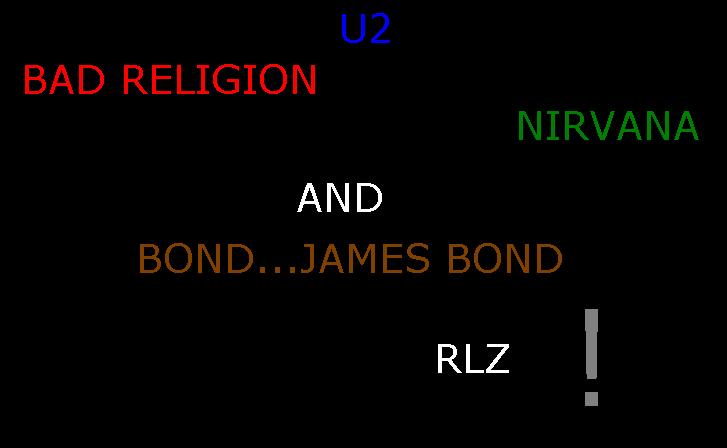 U2
BAD RELIGION
NIRVANA
AND
BOND...JAMES BOND
RLZ !